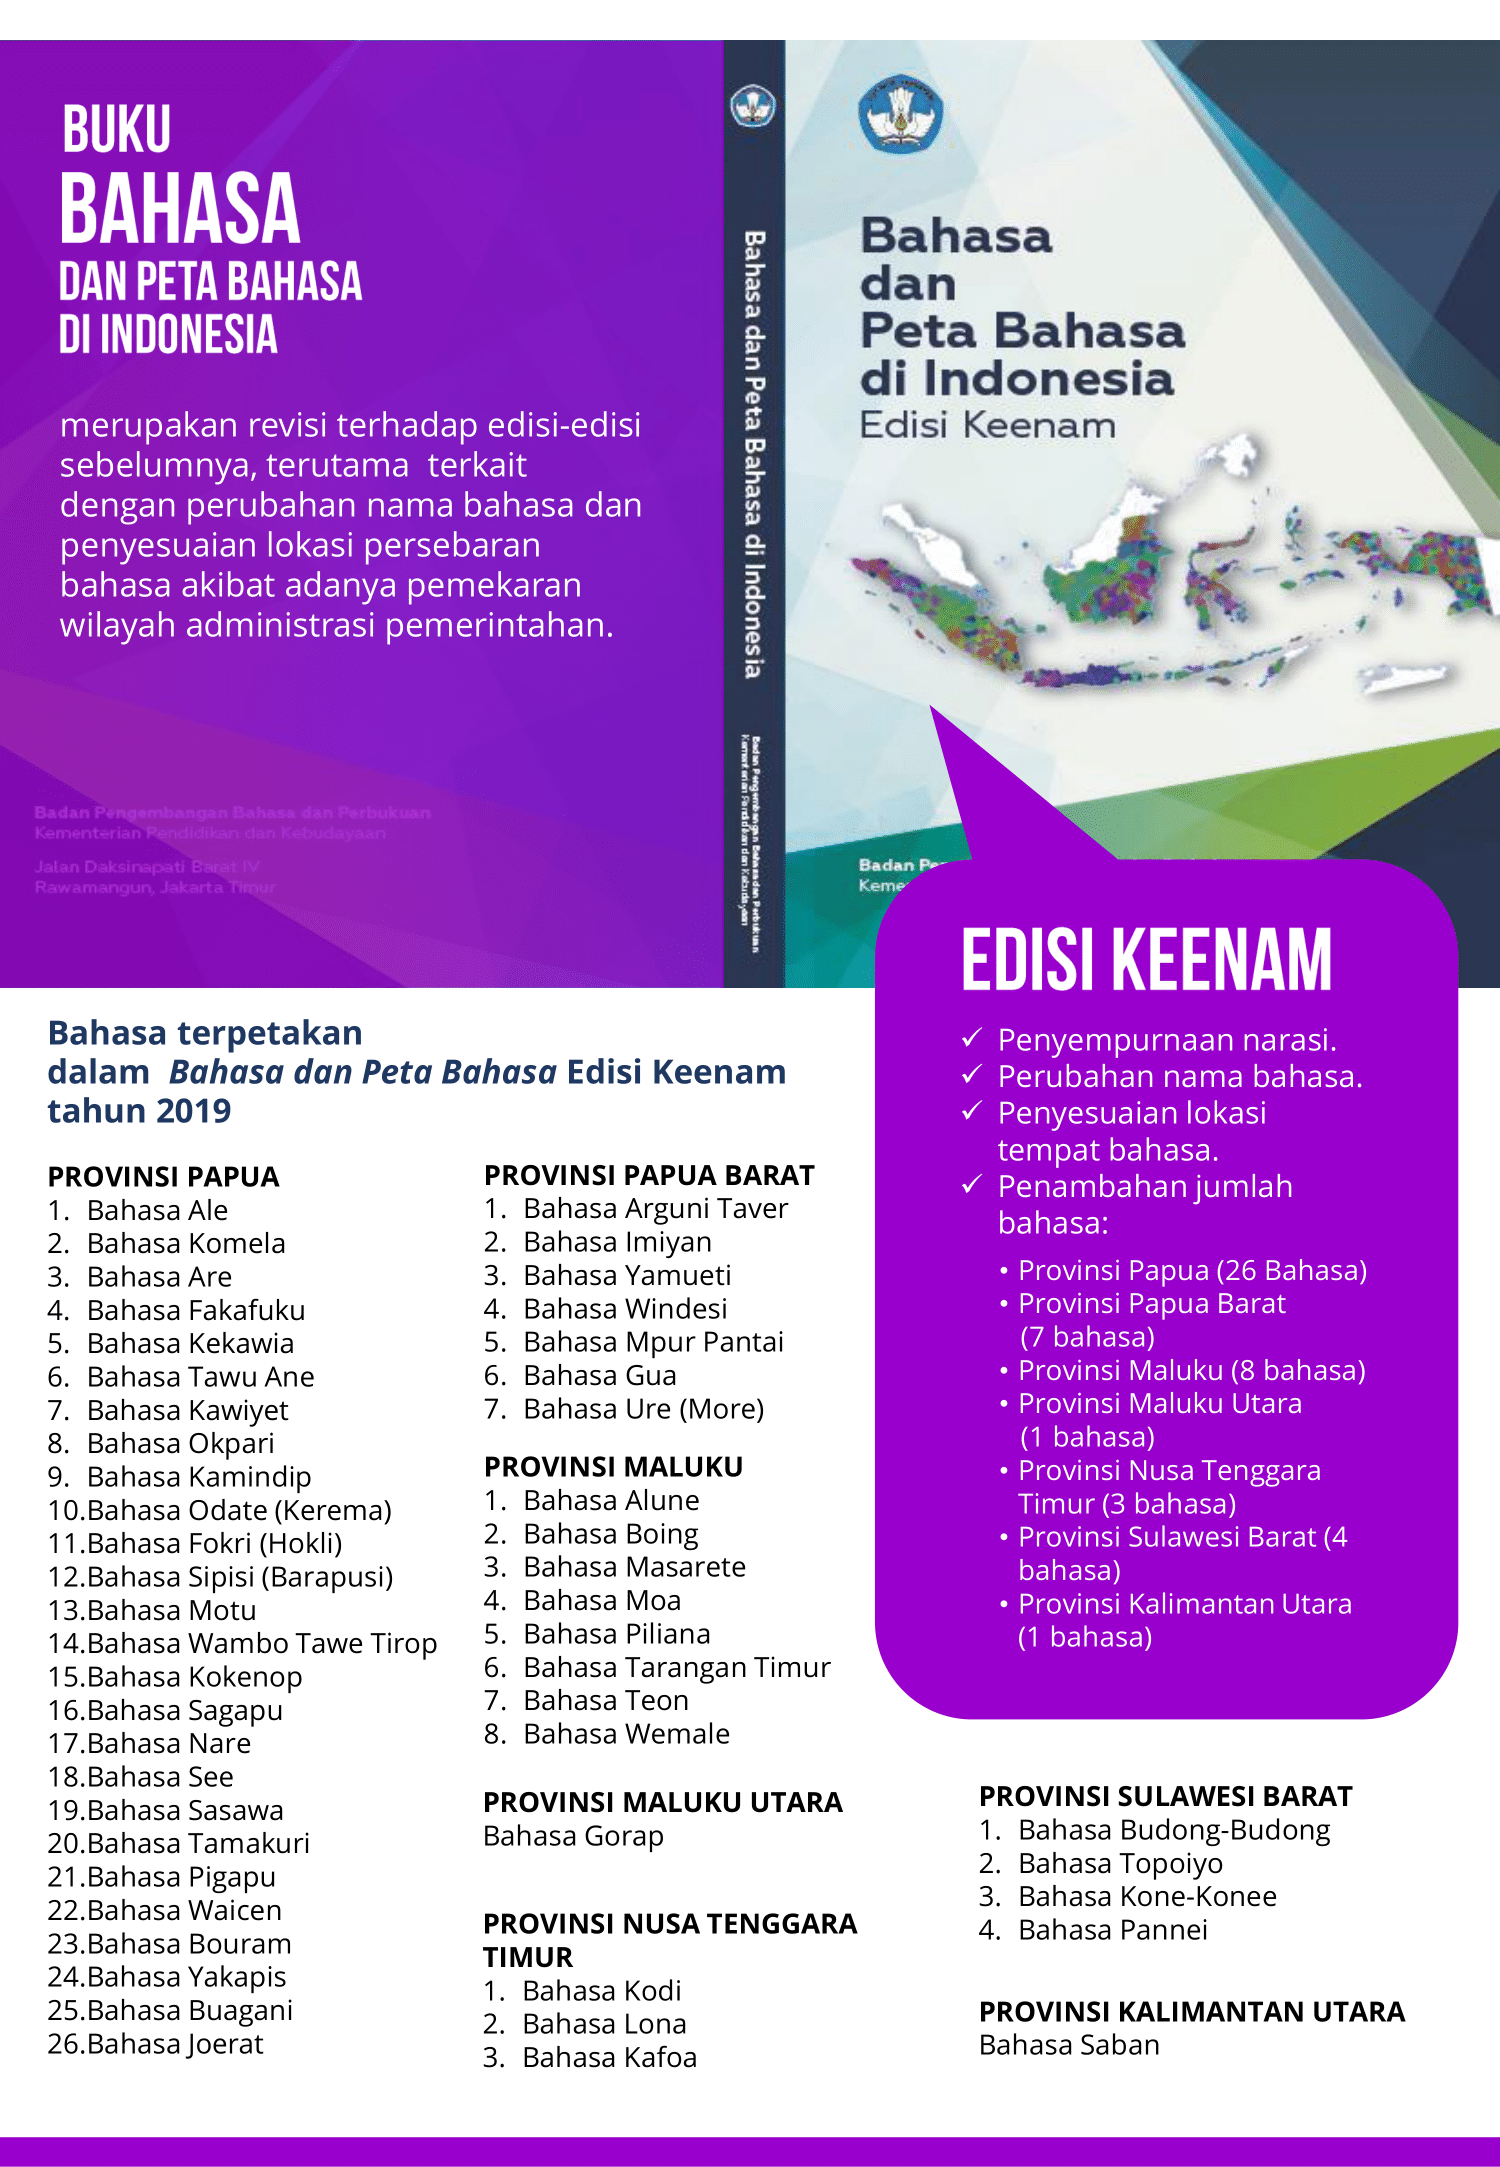 BUKU
BAHASA
DAN PETA BAHASA
DI INDONESIA
merupakan revisi terhadap edisi-edisi
sebelumnya, terutama terkait
dengan perubahan nama bahasa dan
penyesuaian lokasi persebaran
bahasa akibat adanya pemekaran
wilayah administrasi pemerintahan.
Badan Pengembangan Bahasa dan Perbukuan
Kementerian Pendidikan dan Kebudayaan
Jalan Daksinapati Barat IV
Rawamangun, Jakarta Timur
Bahasa dan Peta Bahasa di Indonesia
Badan Pengembangan Bahasa dan Perbukuan
Kementerian Pendidikan dan Kebudayaan
Bahasa
dan
Peta Bahasa
di Indonesia
Edisi Keenam
Badan
EDISI KEENAM
✓ Penyempurnaan narasi.
✓ Perubahan nama bahasa.
✓ Penyesuaian lokasi
tempat bahasa.
✓ Penambahan jumlah
bahasa:
• Provinsi Papua (26 Bahasa)
• Provinsi Papua Barat
(7 bahasa)
• Provinsi Maluku (8 bahasa)
• Provinsi Maluku Utara
(1 bahasa)
• Provinsi Nusa Tenggara
Timur (3 bahasa)
• Provinsi Sulawesi Barat (4
bahasa)
• Provinsi Kalimantan Utara
(1 bahasa)
Bahasa terpetakan
dalam Bahasa dan Peta Bahasa Edisi Keenam
tahun 2019
PROVINSI PAPUA
1. Bahasa Ale
2. Bahasa Komela
3. Bahasa Are
4. Bahasa Fakafuku
5. Bahasa Kekawia
6. Bahasa Tawu Ane
7. Bahasa Kawiyet
8. Bahasa Okpari
9. Bahasa Kamindip
10.Bahasa Odate (Kerema)
11.Bahasa Fokri (Hokli)
12.Bahasa Sipisi (Barapusi)
13.Bahasa Motu
14.Bahasa Wambo Tawe Tirop
15.Bahasa Kokenop
16.Bahasa Sagapu
17.Bahasa Nare
18.Bahasa See
19.Bahasa Sasawa
20.Bahasa Tamakuri
21.Bahasa Pigapu
22.Bahasa Waicen
23.Bahasa Bouram
24.Bahasa Yakapis
25.Bahasa Buagani
26.Bahasa Joerat
PROVINSI PAPUA BARAT
1. Bahasa Arguni Taver
2. Bahasa Imiyan
3. Bahasa Yamueti
4. Bahasa Windesi
5. Bahasa Mpur Pantai
6. Bahasa Gua
7. Bahasa Ure (More)
PROVINSI MALUKU
1. Bahasa Alune
2. Bahasa Boing
3. Bahasa Masarete
4. Bahasa Moa
5. Bahasa Piliana
6. Bahasa Tarangan Timur
7. Bahasa Teon
8. Bahasa Wemale
PROVINSI MALUKU UTARA
Bahasa Gorap
PROVINSI NUSA TENGGARA
TIMUR
1. Bahasa Kodi
2. Bahasa Lona
3. Bahasa Kafoa
PROVINSI SULAWESI BARAT
1. Bahasa Budong-Budong
2. Bahasa Topoiyo
3. Bahasa Kone-Konee
4. Bahasa Pannei
PROVINSI KALIMANTAN UTARA
Bahasa Saban